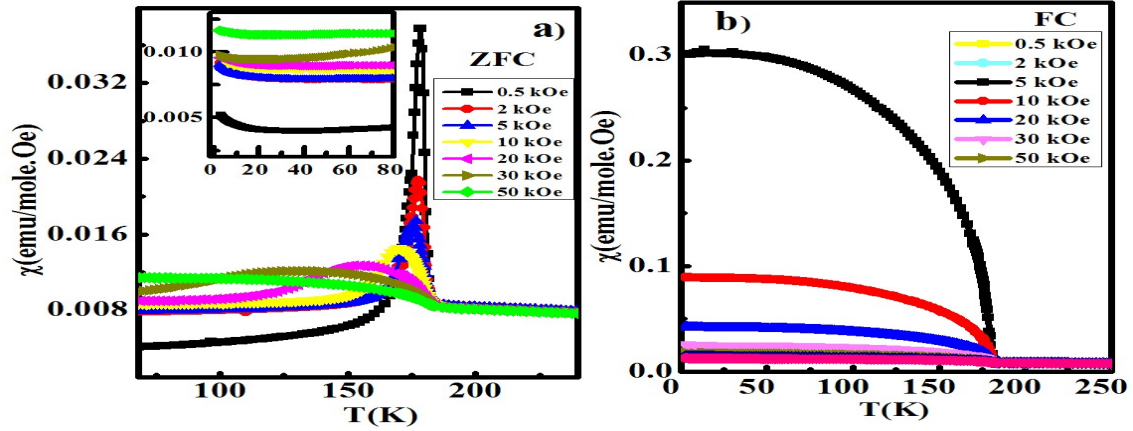 a)
ZFC
0.5 kOe
2 kOe
5 kOe
10 kOe
20 kOe
30 kOe
50 kOe
0.010
0.005
0
20
40
60
80
0.036
0.024
0.016
0.008
χ(emu/mole.Oe)
100
150
200
T(K)
b)
FC
0.5 kOe
2 kOe
5 kOe
10 kOe
20 kOe
30 kOe
50 kOe
0.3
0.2
0.1
0.0
χ(emu/mole.Oe)
0
50
100
150
200
250
T(K)